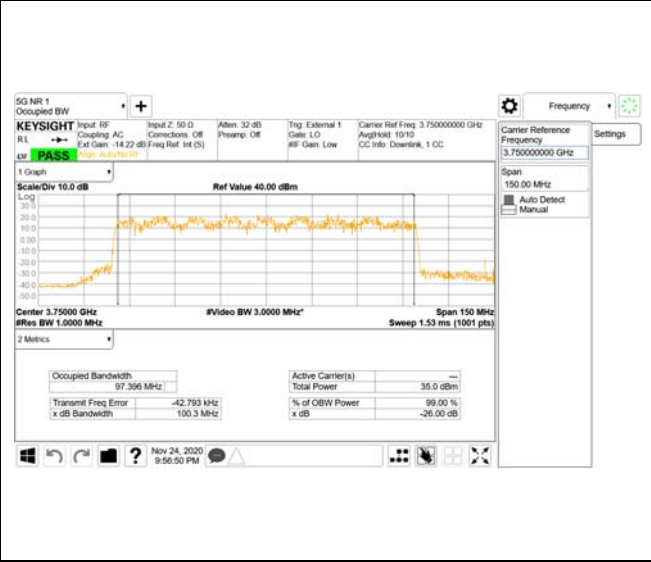 5G NR 1
Occupied BW
Frequency
KEYSIGHT
R L
PASS
Input: RF
Coupling: AC
Ext Gain: -14.22 dB
Align: Auto/No RF
Input Z: 50 Ω
Corrections: Off
Freq Ref: Int (S)
Atten: 32 dB
Preamp: Off
Trig: External 1
Gate: LO
#IF Gain: Low
Carrier Ref Freq: 3.750000000 GHz
Avg|Hold: 10/10
CC Info: Downlink, 1 CC
Carrier Reference
Frequency
3.750000000 GHz
Settings
Span
150.00 MHz
Auto Detect
Manual
1 Graph
Scale/Div 10.0 dB
Ref Value 40.00 dBm
Log
30.0
20.0
10.0
0.00
-10.0
-20.0
-30.0
-40.0
-50.0
Center 3.75000 GHz
#Video BW 3.0000 MHz*
Span 150 MHz
#Res BW 1.0000 MHz
Sweep 1.53 ms (1001 pts)
2 Metrics
Occupied Bandwidth
97.396 MHz
Transmit Freq Error -42.793 kHz
x dB Bandwidth 100.3 MHz
Active Carrier(s) —
Total Power 35.0 dBm
% of OBW Power 99.00 %
x dB -26.00 dB
Nov 24, 2020
9:56:50 PM